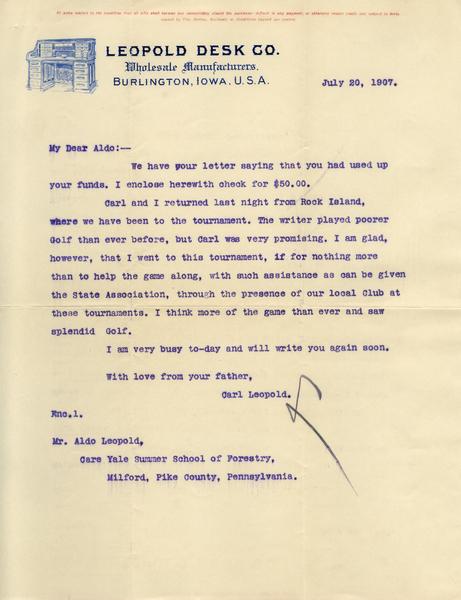 LEOPOLD DESK CO.
Wholesale Manufacturers.
BURLINGTON, IOWA, U.S.A.
July 20, 1907.
My Dear Aldo:--
We have your letter saying that you had used up
your funds. I enclose herewith check for $50.00.
Carl and I returned last night from Rock Island,
where we have been to the tournament. The writer played poorer
Golf than ever before, but Carl was very promising. I am glad,
however, that I went to this tournament, if for nothing more
than to help the game along, with such assistance as can be given
the State Association, through the presence of our local Club at
these tournaments. I think more of the game than ever and saw
splendid Golf.
I am very busy to-day and will write you again soon.
With love from your father,
Carl Leopold.
Enc.1.
Mr. Aldo Leopold,
Care Yale Summer School of Forestry,
Milford, Pike County, Pennsylvania.